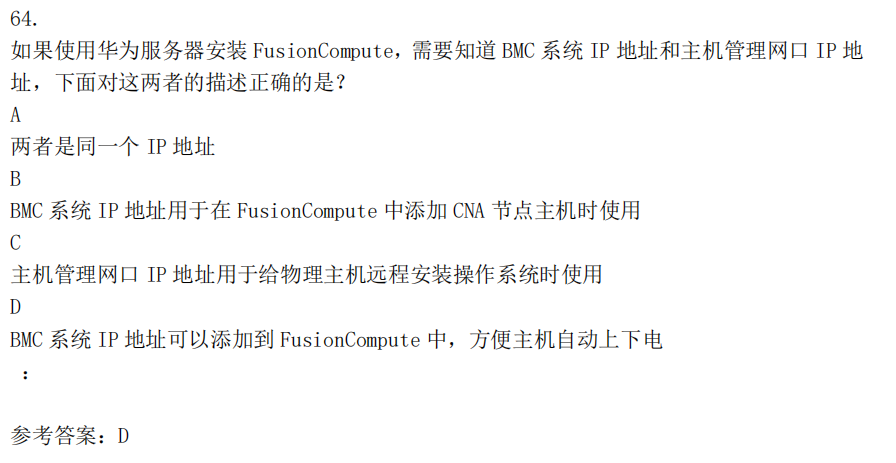 64.
如果使用华为服务器安装 FusionCompute，需要知道 BMC 系统 IP 地址和主机管理网口 IP 地
址，下面对这两者的描述正确的是？
A
两者是同一个 IP 地址
B
BMC 系统 IP 地址用于在 FusionCompute 中添加 CNA 节点主机时使用
C
主机管理网口 IP 地址用于给物理主机远程安装操作系统时使用
D
BMC 系统 IP 地址可以添加到 FusionCompute 中，方便主机自动上下电
：
参考答案：D